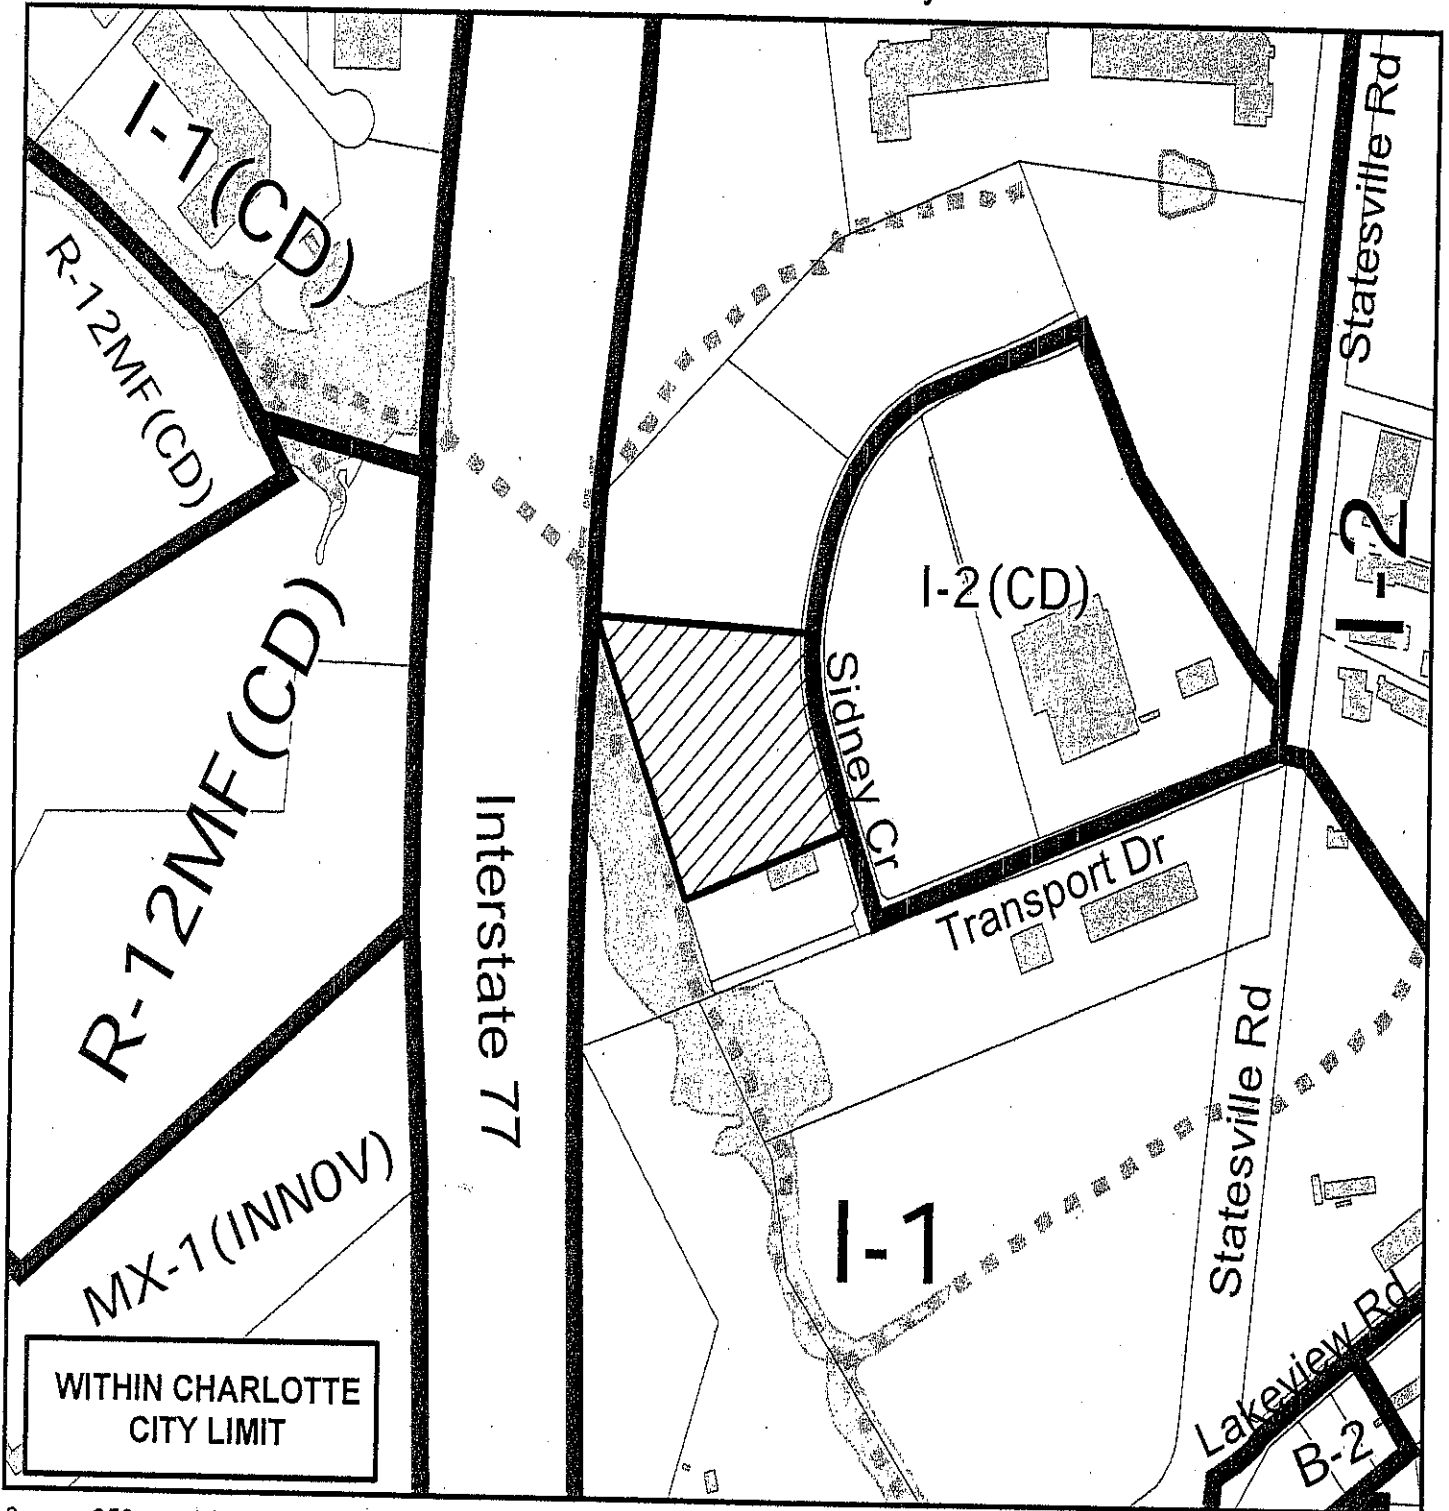 I-1(CD)
R-12MF(CD)
Statesville Rd
I-2
I-2(CD)
R-12MF(CD)
Sidney Cr
Interstate 77
Transport Dr
MX-1(INNOV)
I-1
Statesville Rd
Lakeview Rd
B-2
WITHIN CHARLOTTE
CITY LIMIT